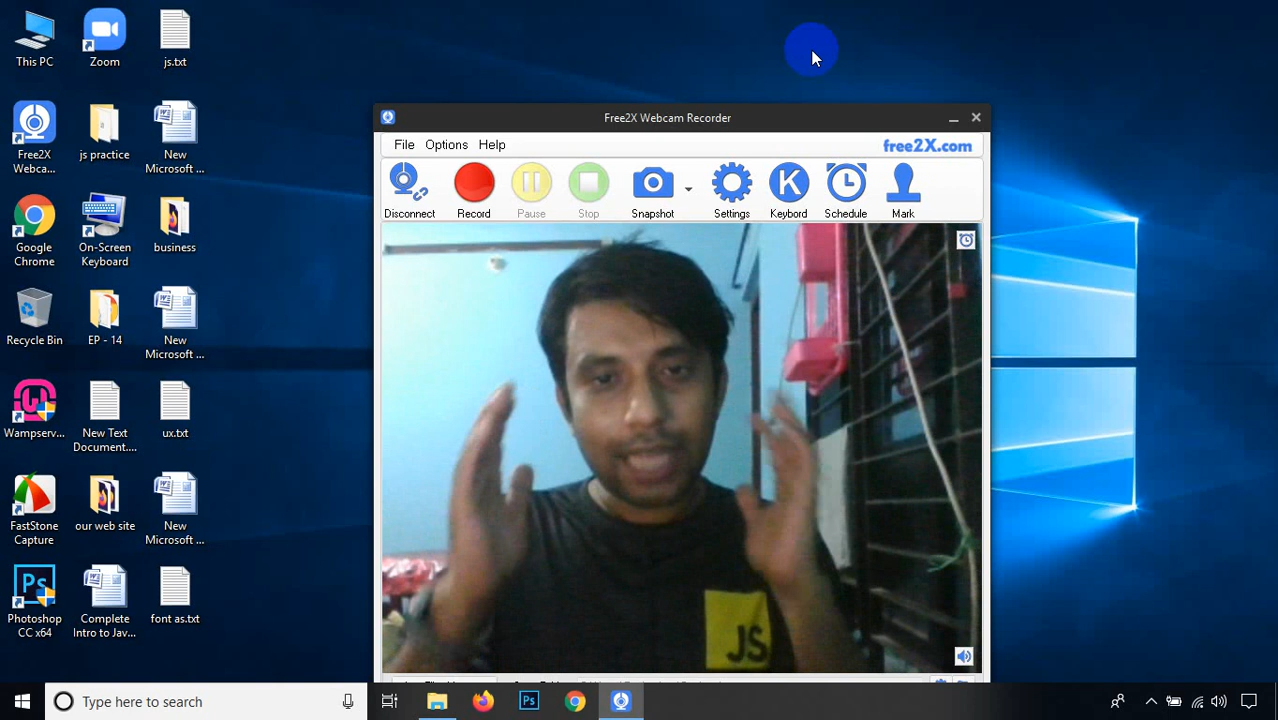 This PC
Zoom
js.txt
Free2X
Webca...
js practice
New
Microsoft ...
Google
Chrome
On-Screen
Keyboard
business
Recycle Bin
EP - 14
New
Microsoft ...
Wampserv...
New Text
Document....
ux.txt
FastStone
Capture
our web site
New
Microsoft ...
Photoshop
CC x64
Complete
Intro to Jav...
font as.txt
Free2X Webcam Recorder
File Options Help
free2X.com
Disconnect Record Pause Stop Snapshot Settings Keybord Schedule Mark
JS
Type here to search